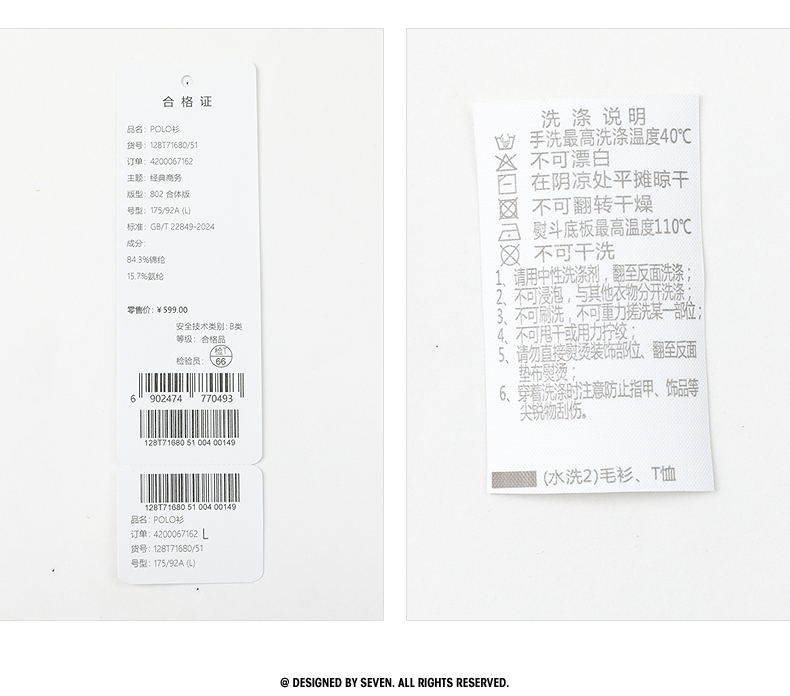 合格证
品名: POLO衫
货号: 128T71680/51
订单: 4200067162
主题: 经典商务
版型: 802 合体版
号型: 175/92A (L)
标准: GB/T 22849-2024
成分:
84.3%锦纶
15.7%氨纶
零售价: ¥599.00
安全技术类别: B类
等级: 合格品
检验员: 检1 66
6 902474 770493
128T71680 51 004 00149
128T71680 51 004 00149
品名: POLO衫
订单: 4200067162 L
货号: 128T71680/51
号型: 175/92A (L)
洗涤说明
手洗最高洗涤温度40℃
不可漂白
在阴凉处平摊晾干
不可翻转干燥
熨斗底板最高温度110℃
不可干洗
1、请用中性洗涤剂，翻至反面洗涤；
2、不可浸泡，与其他衣物分开洗涤；
3、不可刷洗，不可重力搓洗某一部位；
4、不可甩干或用力拧绞；
5、请勿直接熨烫装饰部位、翻至反面
垫布熨烫；
6、穿着洗涤时注意防止指甲、饰品等
尖锐物刮伤。
(水洗2)毛衫、T恤
@ DESIGNED BY SEVEN. ALL RIGHTS RESERVED.